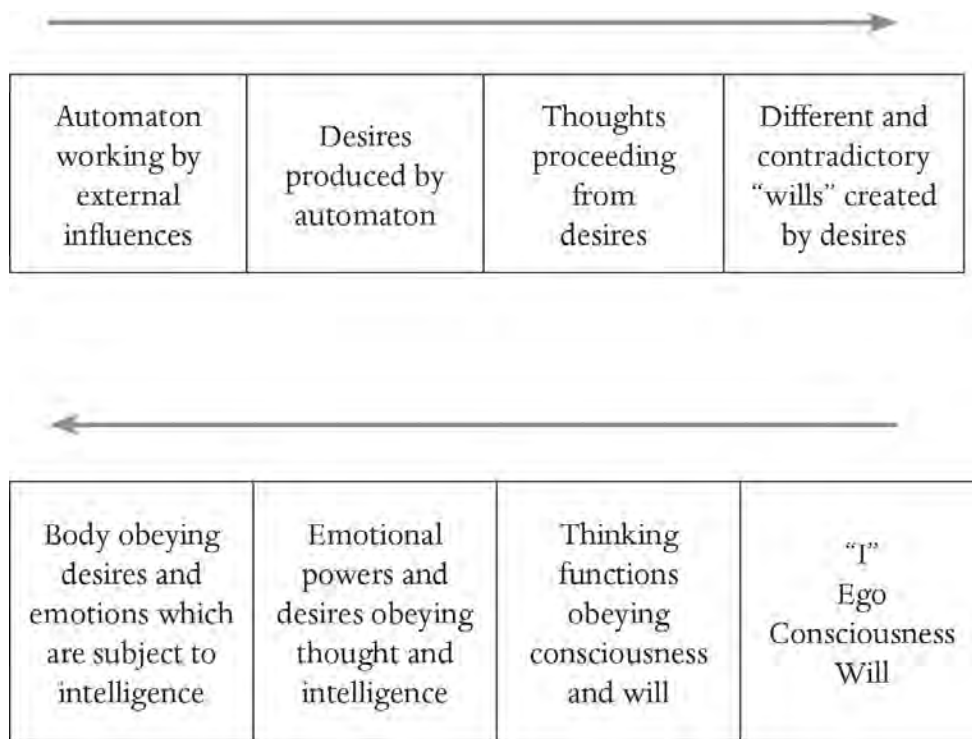 Automaton
working by
external
influences
Desires
produced by
automaton
Thoughts
proceeding
from
desires
Different and
contradictory
“wills” created
by desires
Body obeying
desires and
emotions which
are subject to
intelligence
Emotional
powers and
desires obeying
thought and
intelligence
Thinking
functions
obeying
consciousness
and will
“I”
Ego
Consciousness
Will